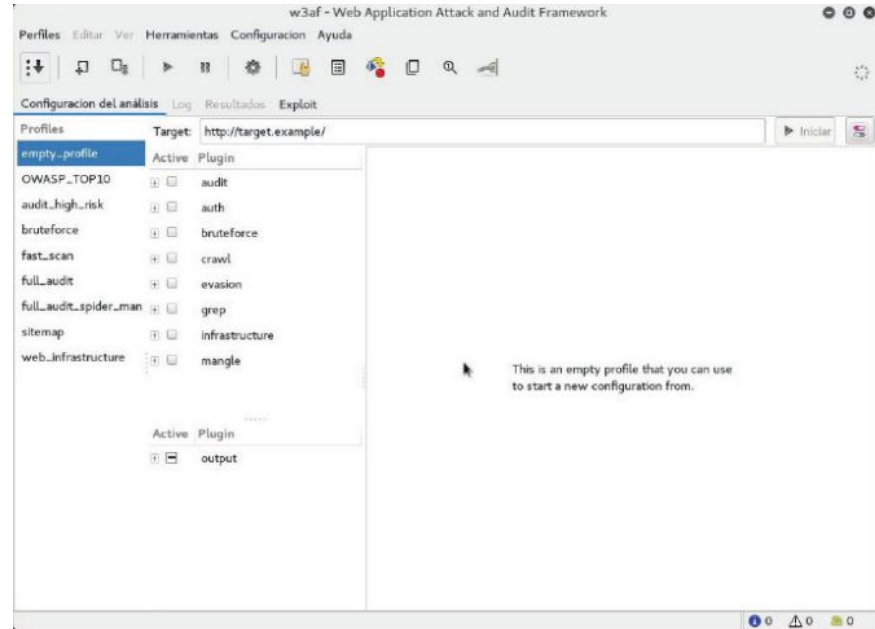 w3af - Web Application Attack and Audit Framework
Perfiles Editar Ver Herramientas Configuracion Ayuda
Configuracion del análisis Log Resultados Exploit
Profiles
empty_profile
OWASP_TOP10
audit_high_risk
bruteforce
fast_scan
full_audit
full_audit_spider_man
sitemap
web_infrastructure
Target: http://target.example/ Iniciar
Active Plugin
audit
auth
bruteforce
crawl
evasion
grep
infrastructure
mangle
Active Plugin
output
This is an empty profile that you can use
to start a new configuration from.
0 0 0